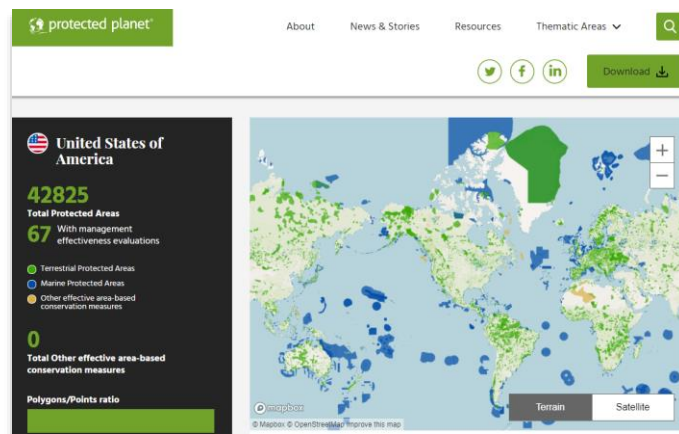 protected planet®
About News & Stories Resources Thematic Areas
Download
United States of
America
42825
Total Protected Areas
67 With management
effectiveness evaluations
Terrestrial Protected Areas
Marine Protected Areas
Other effective area-based
conservation measures
0
Total Other effective area-based
conservation measures
Polygons/Points ratio
+
−
mapbox
Terrain Satellite
© Mapbox © OpenStreetMap Improve this map